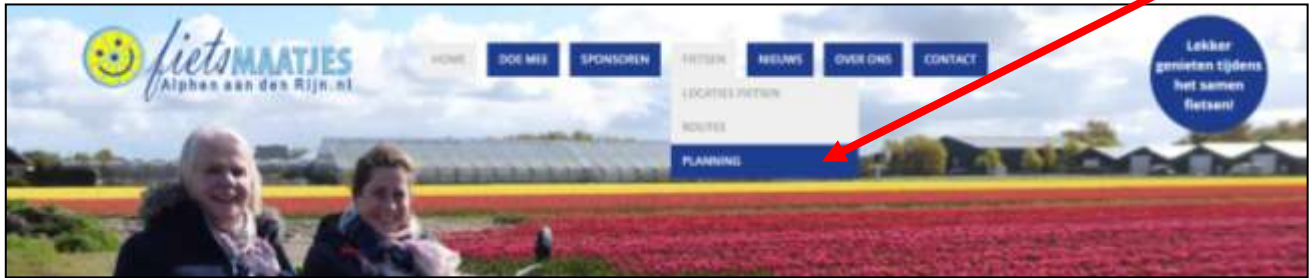 fietsMAATJES
Alphen aan den Rijn.nl
HOME DOE MEE SPONSOREN FIETSEN NIEUWS OVER ONS CONTACT
LOCATIES FIETSEN
ROUTES
PLANNING
Lekker
genieten tijdens
het samen
fietsen!